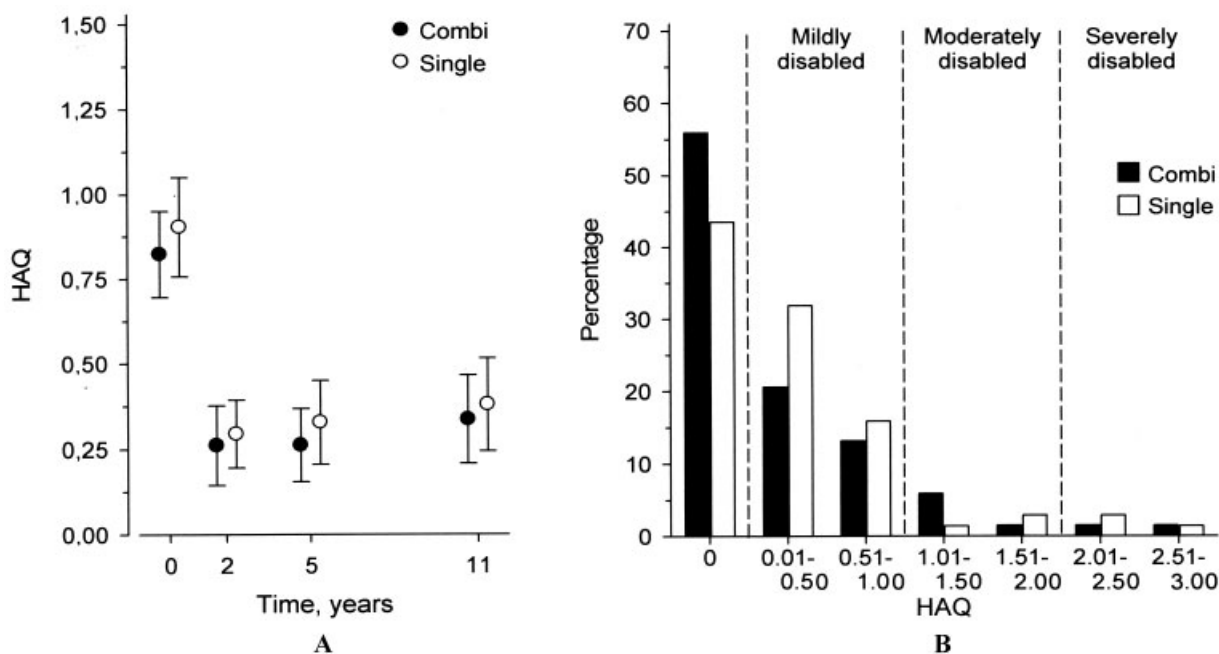 1,50
1,25
1,00
0,75
0,50
0,25
0,00
HAQ
Combi
Single
0 2 5 11
Time, years
A
70
60
50
40
30
20
10
0
Percentage
Mildly
disabled
Moderately
disabled
Severely
disabled
Combi
Single
0 0.01- 0.51- 1.01- 1.51- 2.01- 2.51-
0.50 1.00 1.50 2.00 2.50 3.00
HAQ
B